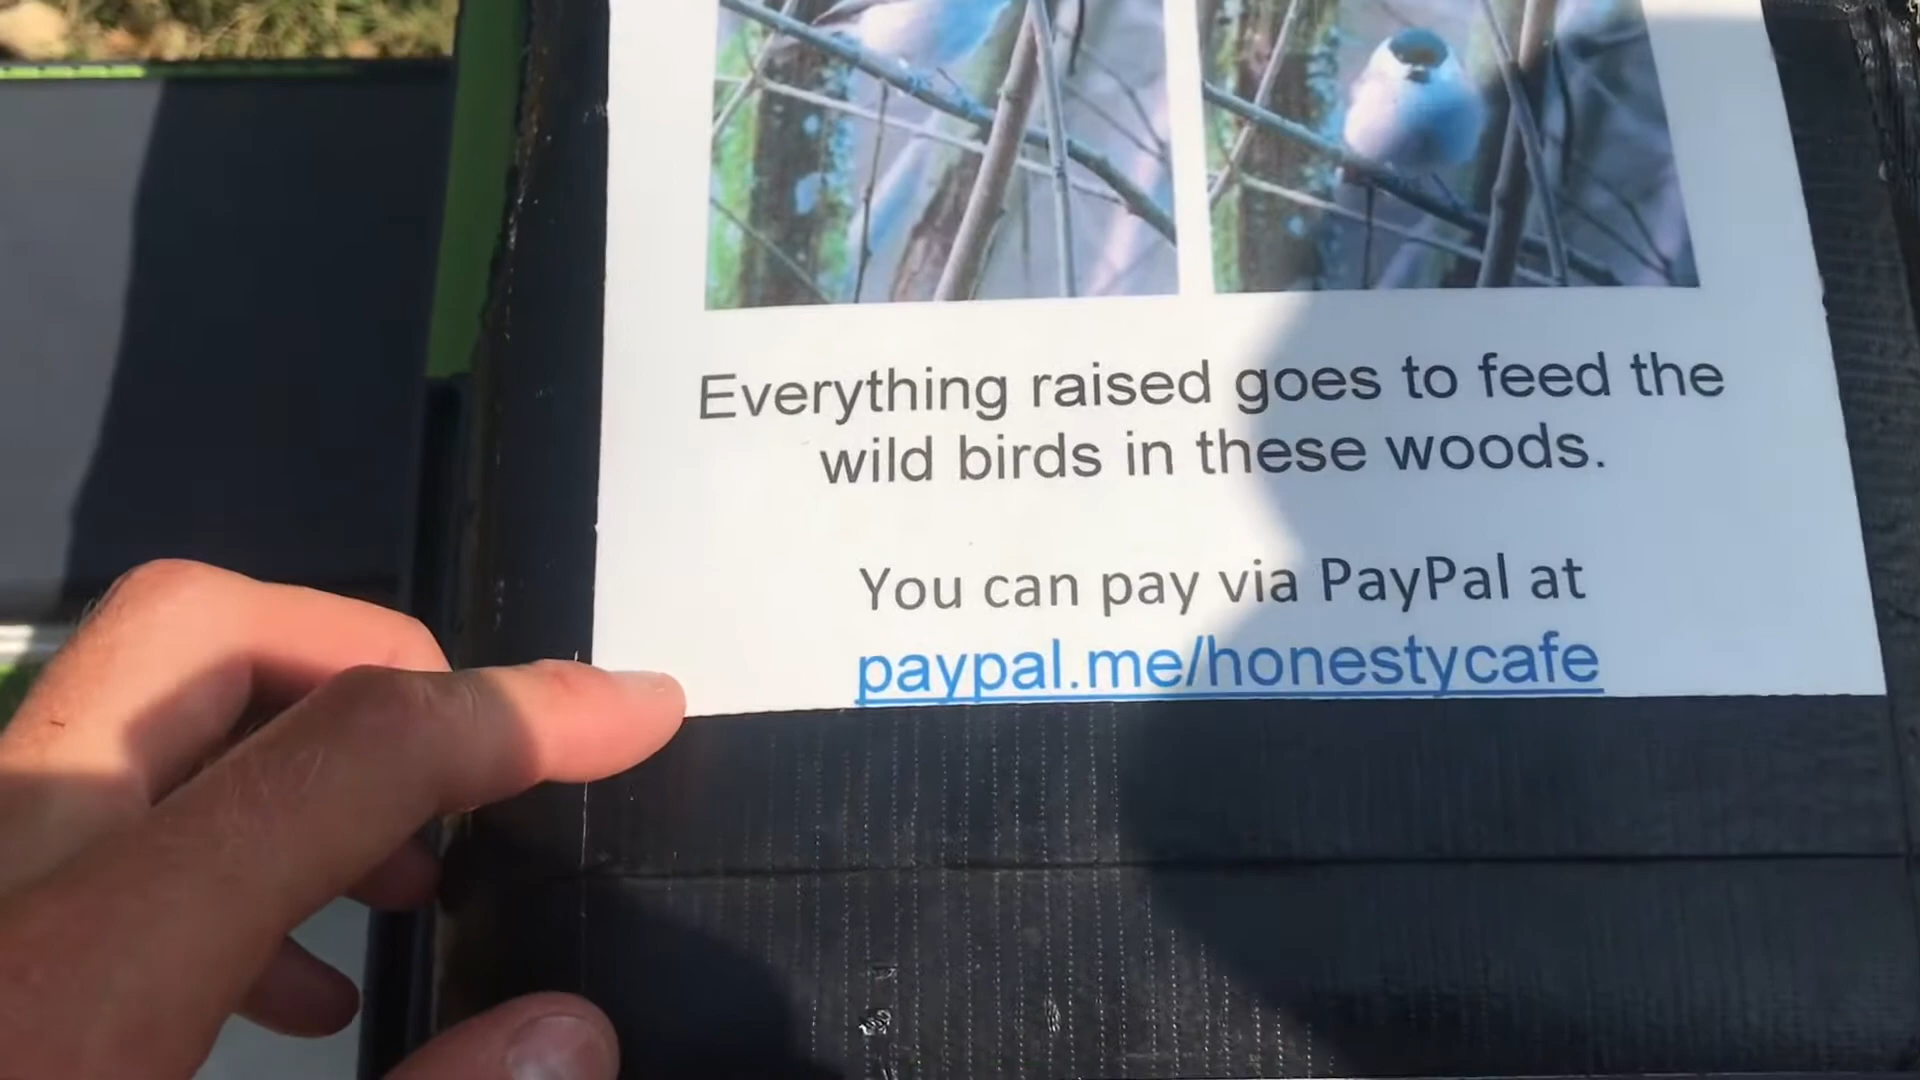 Everything raised goes to feed the
wild birds in these woods.
You can pay via PayPal at
paypal.me/honestycafe